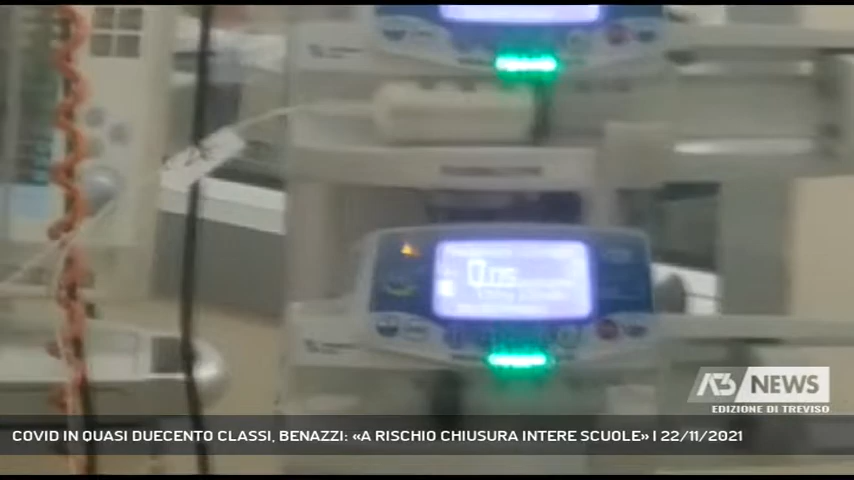 A3 NEWS
EDIZIONE DI TREVISO
COVID IN QUASI DUECENTO CLASSI, BENAZZI: «A RISCHIO CHIUSURA INTERE SCUOLE» | 22/11/2021